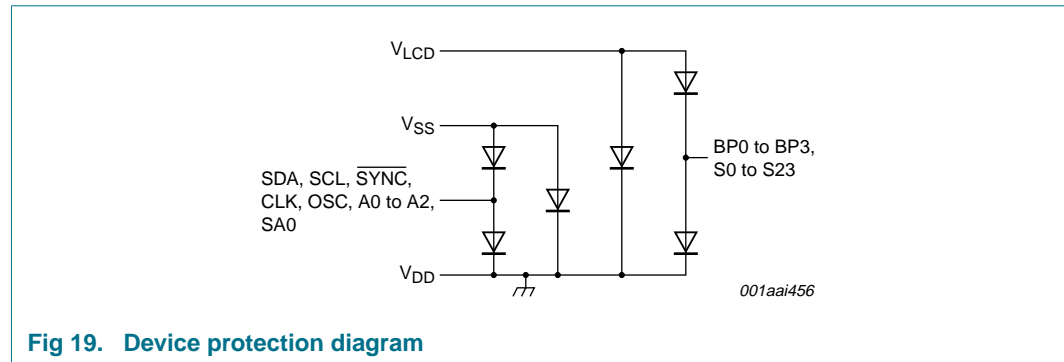 VLCD
VSS
BP0 to BP3,
S0 to S23
SDA, SCL, SYNC,
CLK, OSC, A0 to A2,
SA0
VDD
001aai456
Fig 19. Device protection diagram